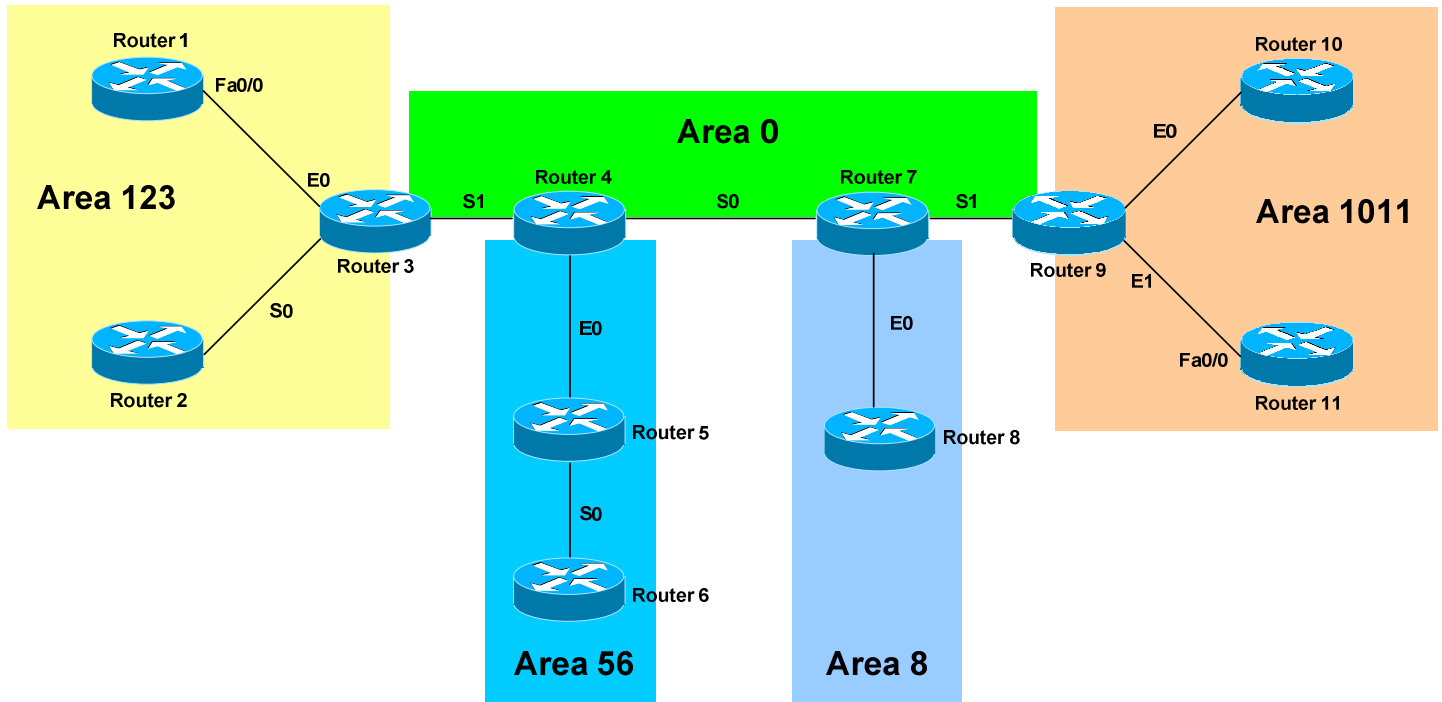 Router 1
Fa0/0
Area 123
E0
Router 3
S0
Router 2
Area 0
S1
Router 4
S0
Router 7
S1
Router 9
E0
Router 5
S0
Router 6
Area 56
E0
Router 8
Area 8
Router 10
E0
Area 1011
E1
Fa0/0
Router 11